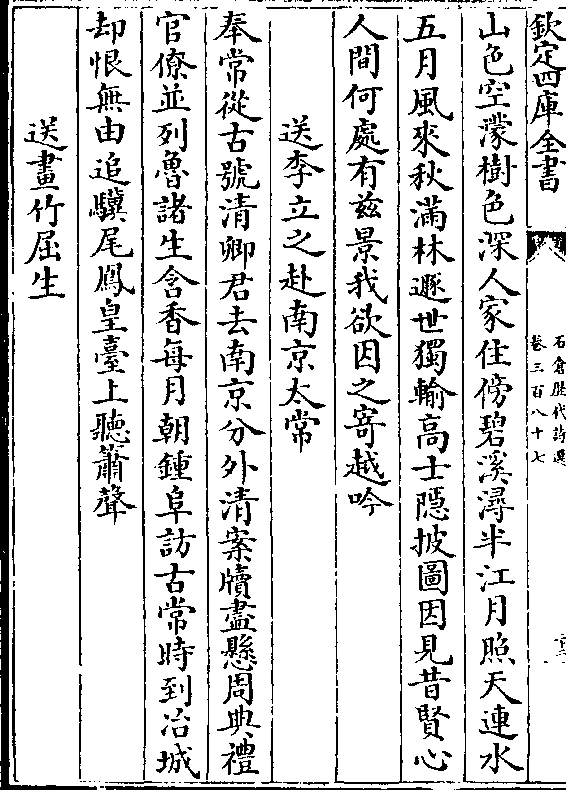 欽定四庫全書
石倉歷代詩選
卷三百八十七
山色空濛樹色深人家住傍碧溪潯半江月照天連水
五月風來秋滿林遯世獨輸高士隱披圖因見昔賢心
人間何處有茲景我欲因之寄越吟
送李立之赴南京太常
奉常從古號清卿君去南京分外清案牘盡懸周典禮
官僚並列魯諸生含香每月朝鍾阜訪古常時到冶城
却恨無由追驥尾鳳皇臺上聽簫聲
送畫竹屈生